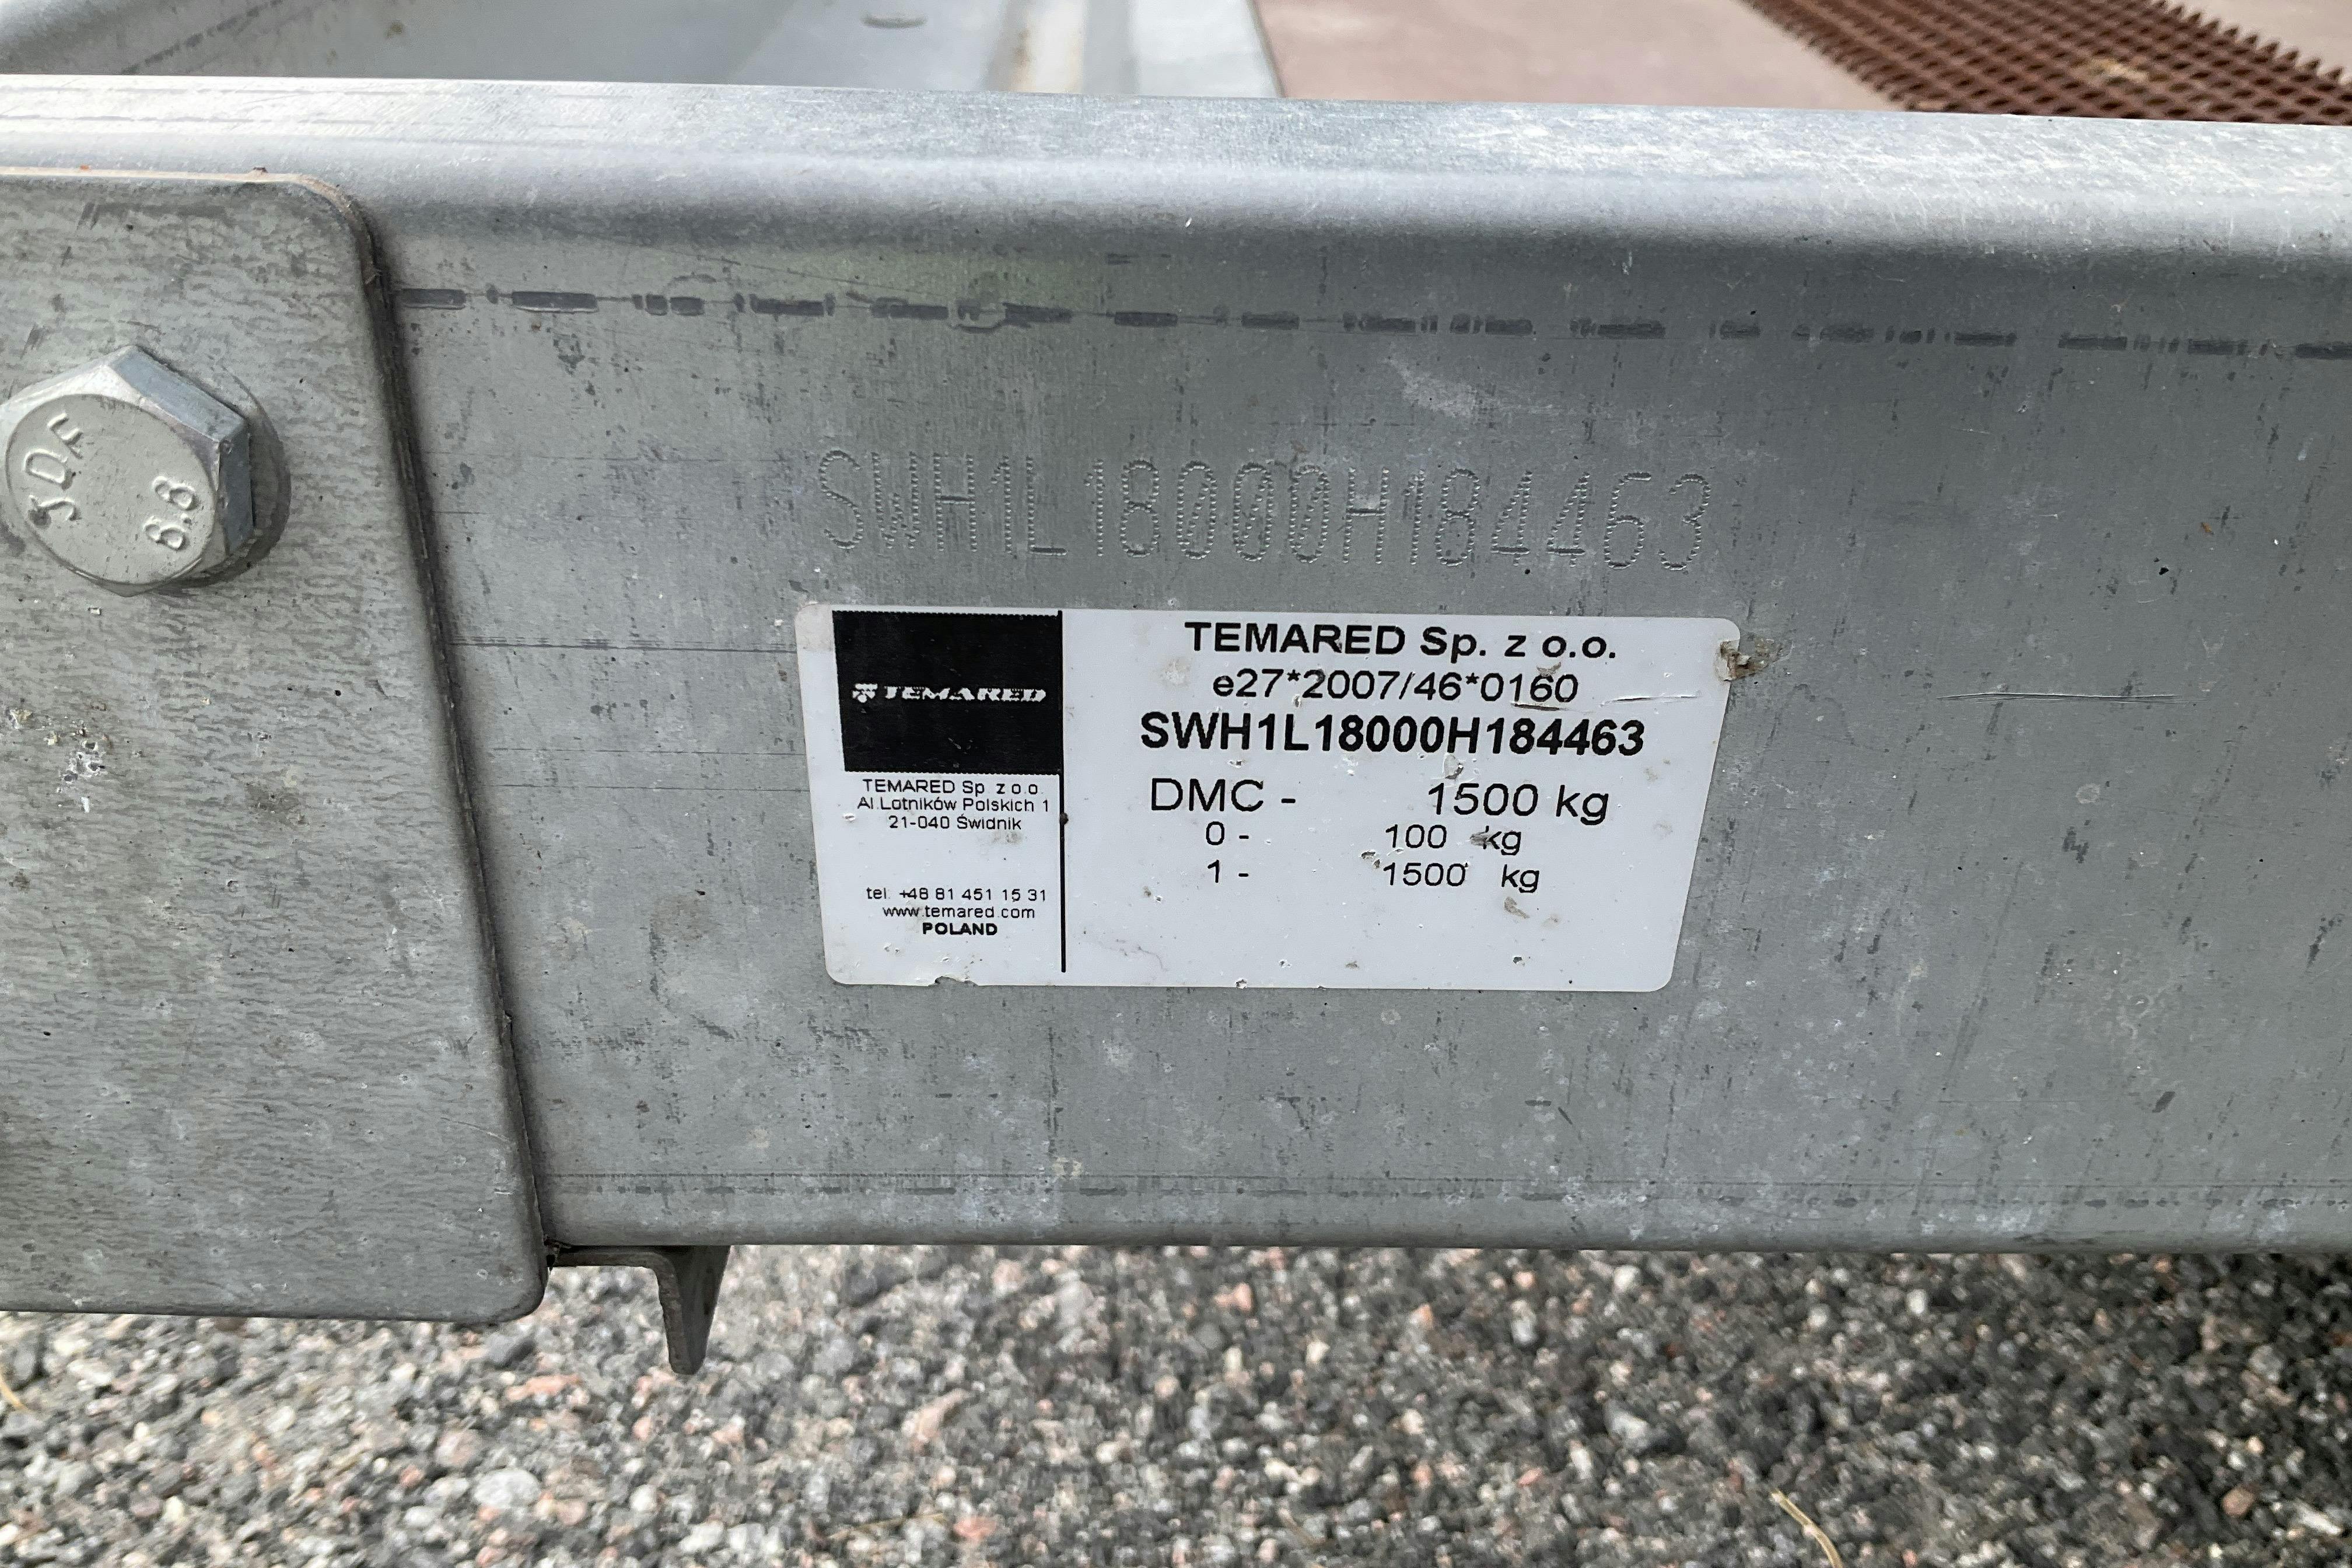 JDF
8.8
SWH1L18000H184463
TEMARED
TEMARED Sp z o.o.
Al.Lotników Polskich 1
21-040 Świdnik
tel. +48 81 451 15 31
www.temared.com
POLAND
TEMARED Sp. z o.o.
e27*2007/46*0160
SWH1L18000H184463
DMC - 1500 kg
0 - 100 kg
1 - 1500 kg